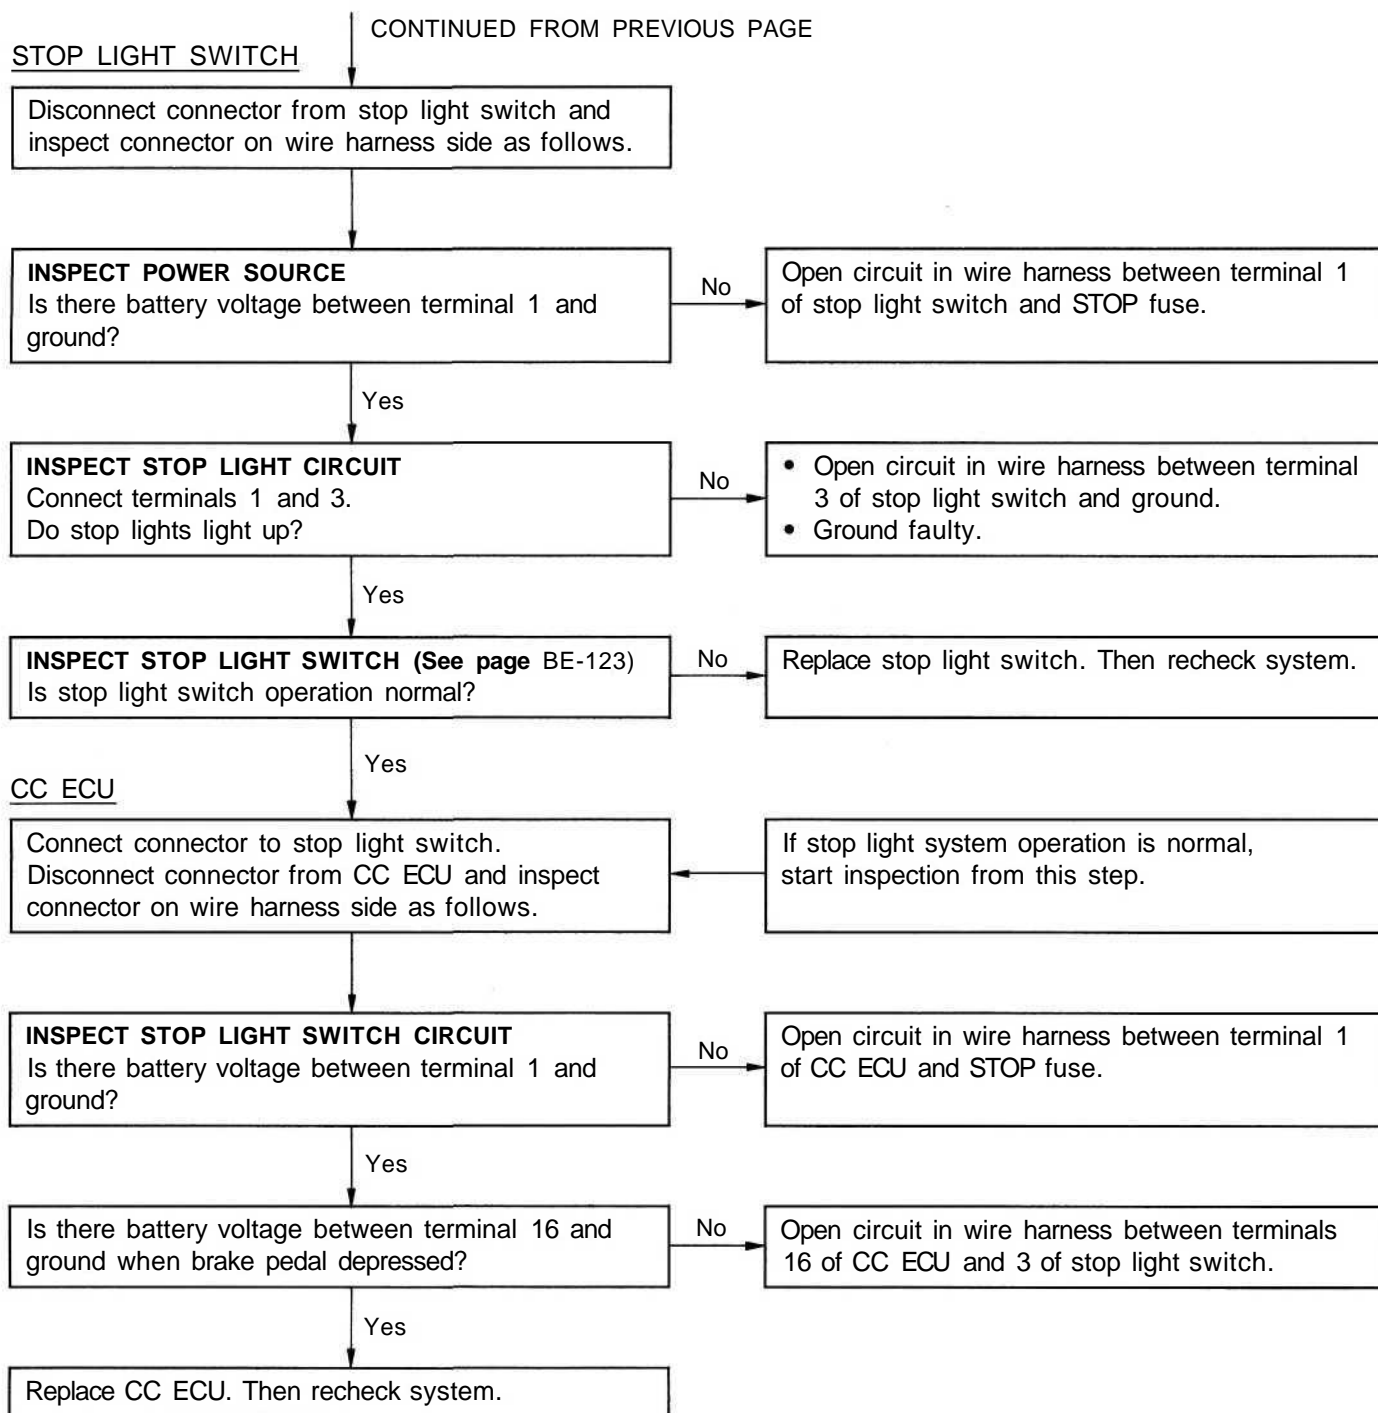 CONTINUED FROM PREVIOUS PAGE
STOP LIGHT SWITCH
Disconnect connector from stop light switch and
inspect connector on wire harness side as follows.
INSPECT POWER SOURCE
Is there battery voltage between terminal 1 and
ground?
No
Open circuit in wire harness between terminal 1
of stop light switch and STOP fuse.
Yes
INSPECT STOP LIGHT CIRCUIT
Connect terminals 1 and 3.
Do stop lights light up?
No
• Open circuit in wire harness between terminal
3 of stop light switch and ground.
• Ground faulty.
Yes
INSPECT STOP LIGHT SWITCH (See page BE-123)
Is stop light switch operation normal?
No
Replace stop light switch. Then recheck system.
Yes
CC ECU
Connect connector to stop light switch.
Disconnect connector from CC ECU and inspect
connector on wire harness side as follows.
If stop light system operation is normal,
start inspection from this step.
INSPECT STOP LIGHT SWITCH CIRCUIT
Is there battery voltage between terminal 1 and
ground?
No
Open circuit in wire harness between terminal 1
of CC ECU and STOP fuse.
Yes
Is there battery voltage between terminal 16 and
ground when brake pedal depressed?
No
Open circuit in wire harness between terminals
16 of CC ECU and 3 of stop light switch.
Yes
Replace CC ECU. Then recheck system.